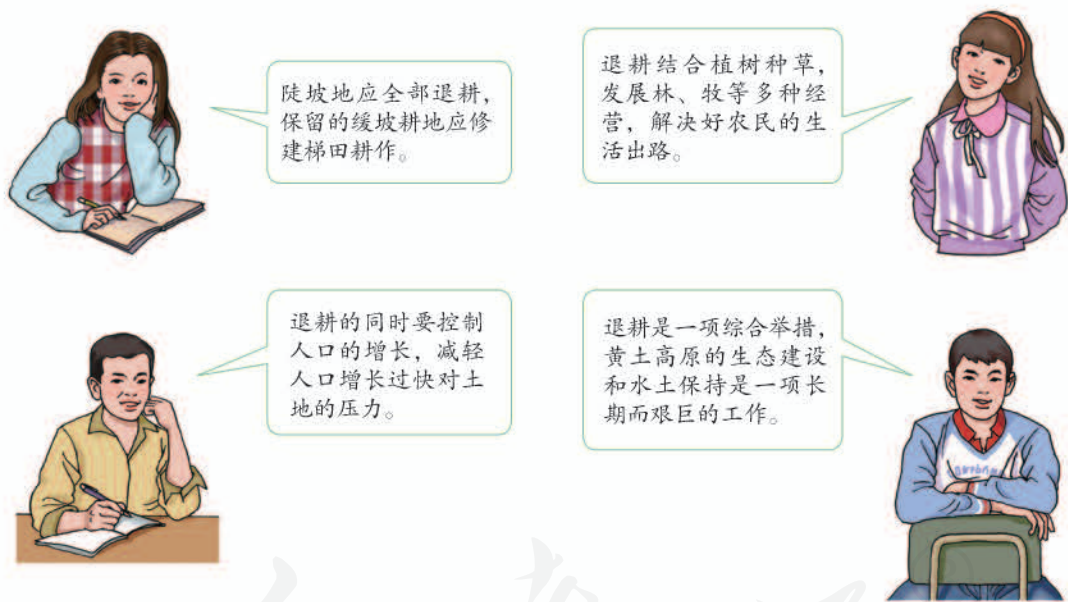 陡坡地应全部退耕，
保留的缓坡耕地应修
建梯田耕作。
退耕结合植树种草，
发展林、牧等多种经
营，解决好农民的生
活出路。
退耕的同时要控制
人口的增长，减轻
人口增长过快对土
地的压力。
退耕是一项综合举措，
黄土高原的生态建设
和水土保持是一项长
期而艰巨的工作。